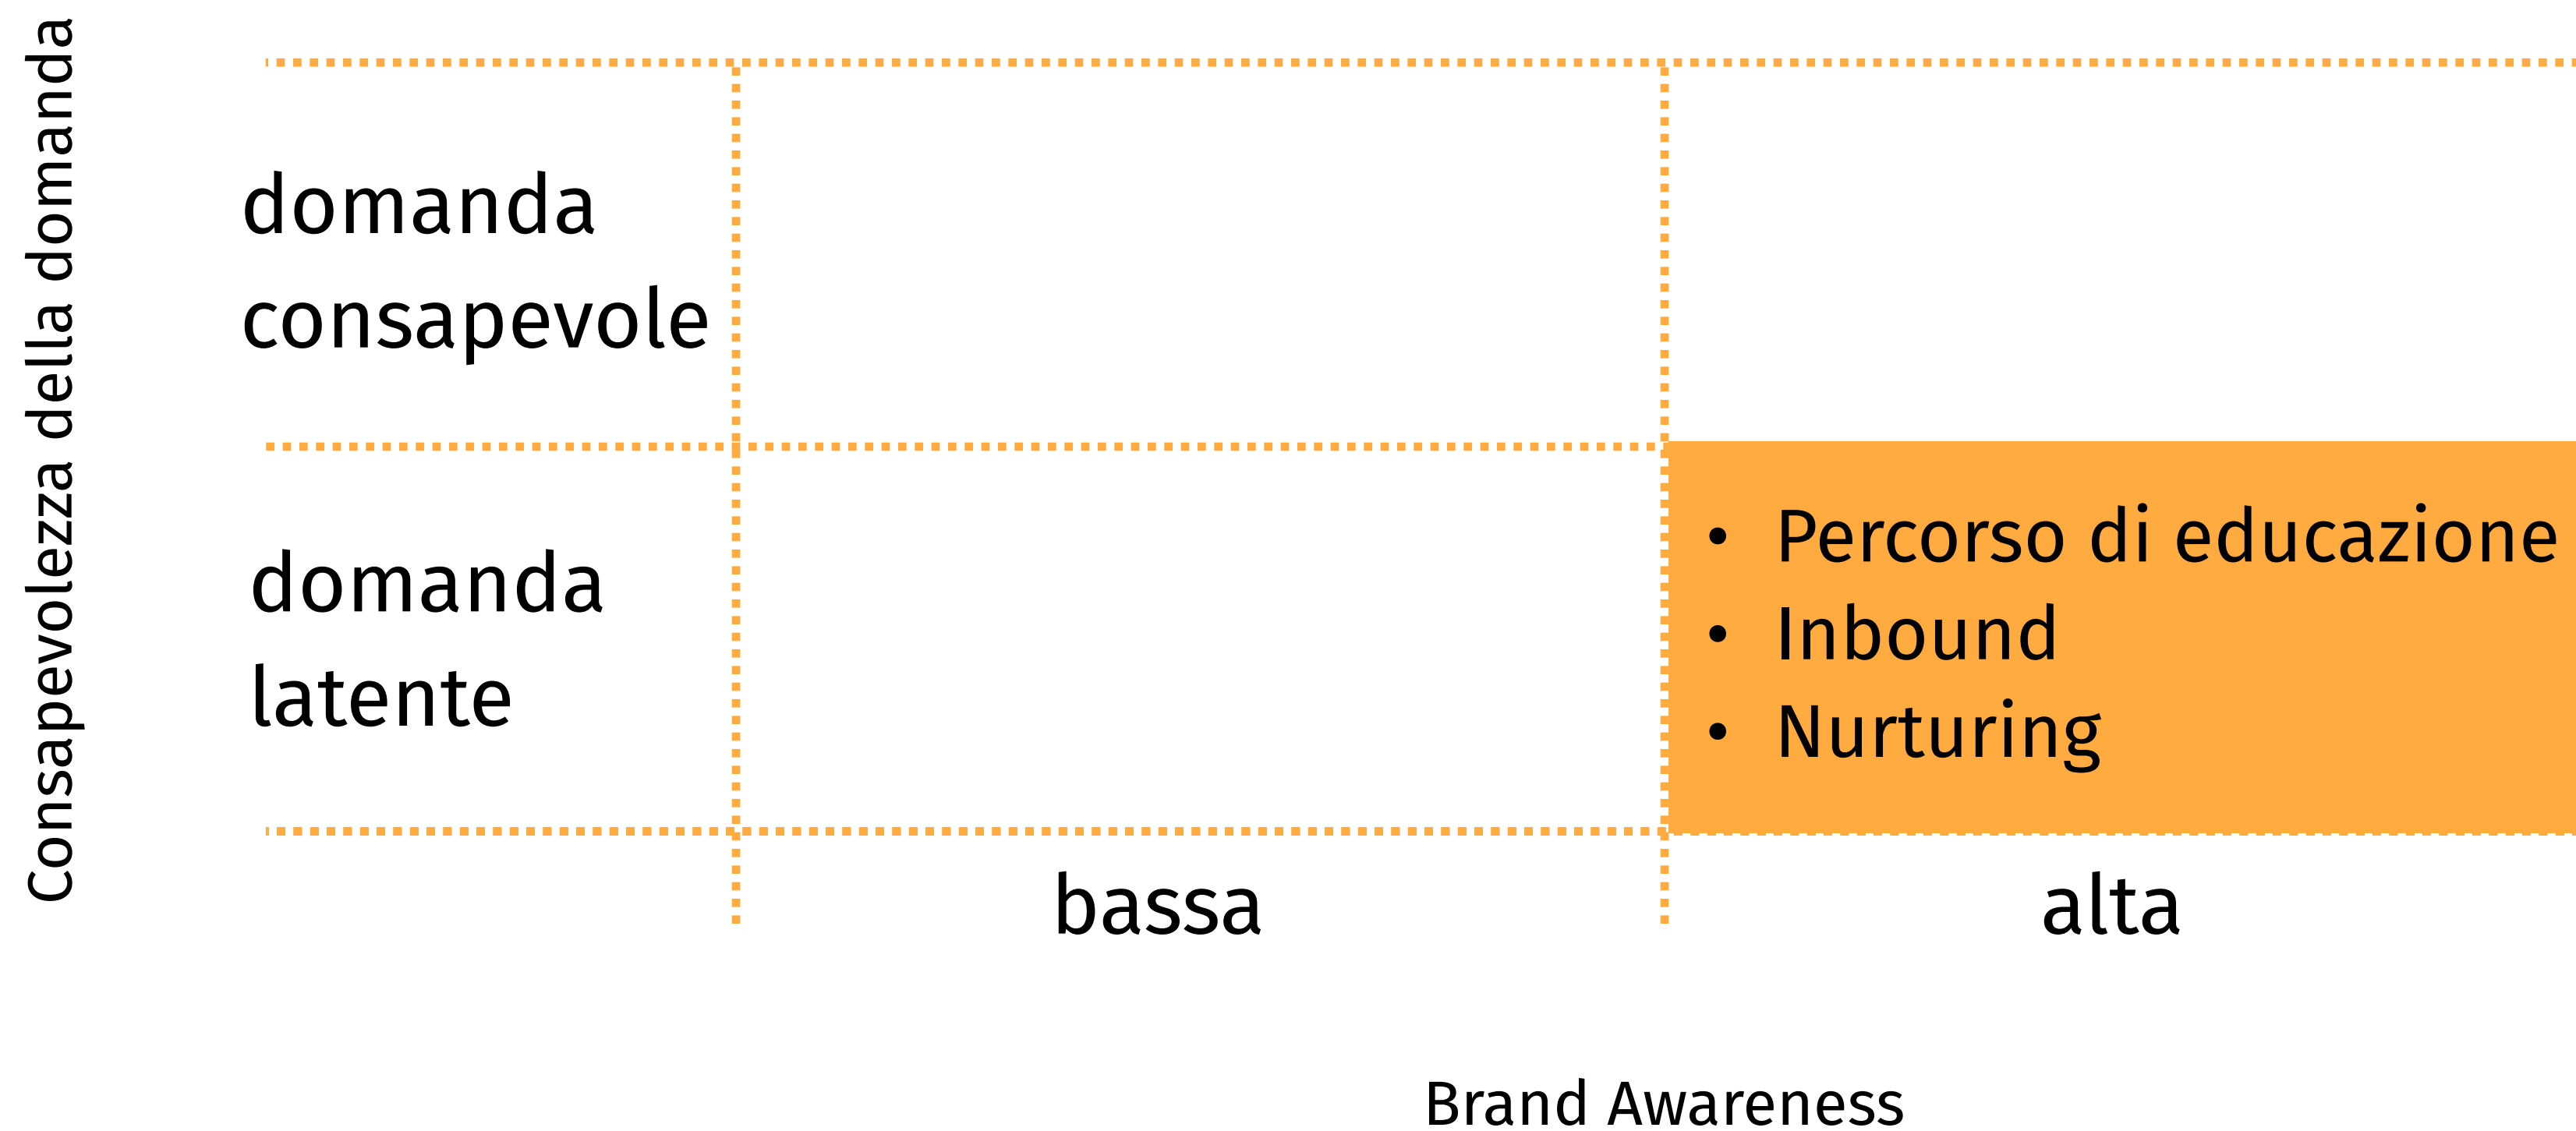 Consapevolezza della domanda
domanda
consapevole
domanda
latente
• Percorso di educazione
• Inbound
• Nurturing
bassa
alta
Brand Awareness